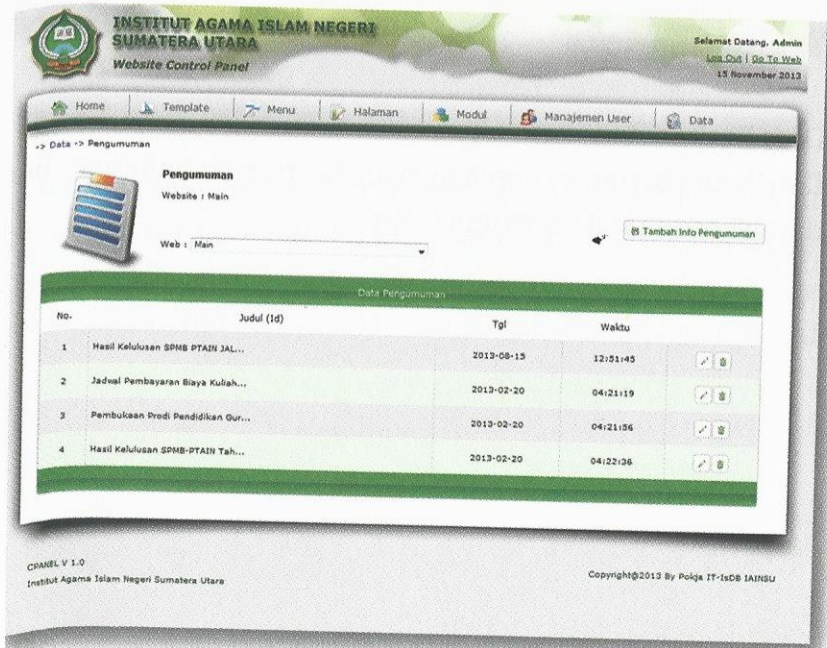 INSTITUT AGAMA ISLAM NEGERI
SUMATERA UTARA
Website Control Panel
Selamat Datang, Admin
Log Out | Go To Web
15 November 2013
Home | Template | Menu | Halaman | Modul | Manajemen User | Data
-> Data -> Pengumuman
Pengumuman
Website : Main
Web : Main
Tambah Info Pengumuman
Data Pengumuman
No. Judul (Id) Tgl Waktu
1 Hasil Kelulusan SPMB PTAIN JAL... 2013-08-15 12:51:45
2 Jadwal Pembayaran Biaya Kuliah... 2013-02-20 04:21:19
3 Pembukaan Prodi Pendidikan Gur... 2013-02-20 04:21:56
4 Hasil Kelulusan SPMB-PTAIN Tah... 2013-02-20 04:22:36
CPANEL V 1.0
Institut Agama Islam Negeri Sumatera Utara
Copyright@2013 By Pokja IT-IsDB IAINSU